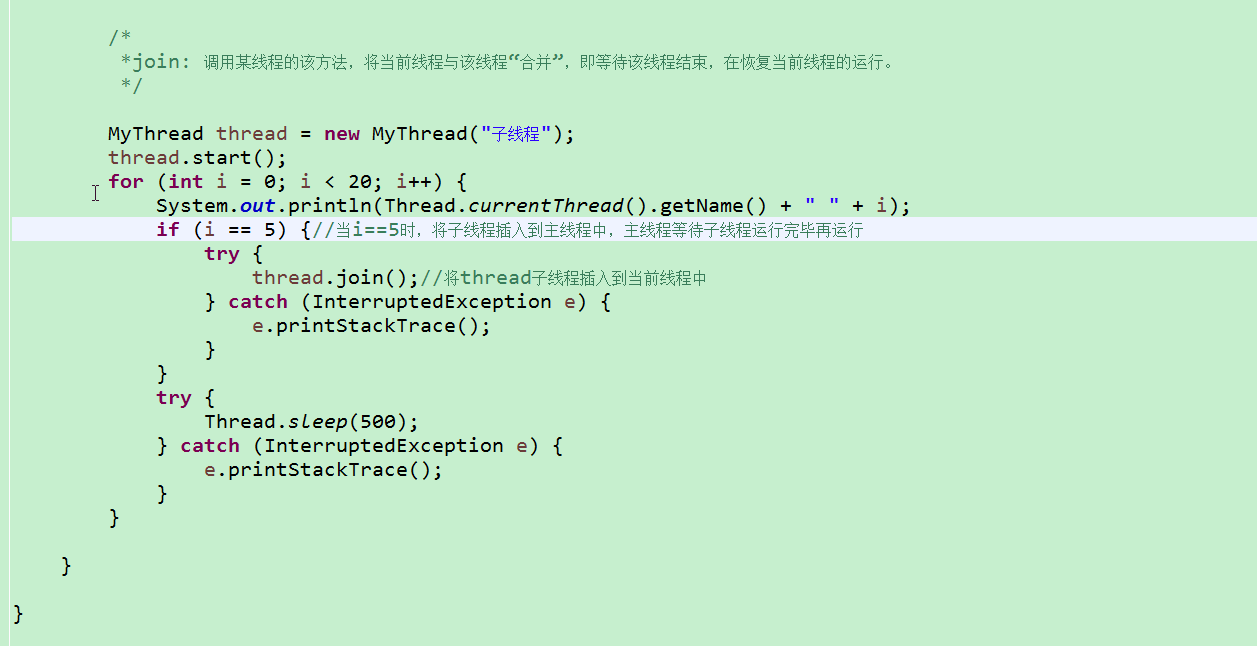 /*
*join: 调用某线程的该方法，将当前线程与该线程“合并”，即等待该线程结束，在恢复当前线程的运行。
*/
MyThread thread = new MyThread("子线程");
thread.start();
for (int i = 0; i < 20; i++) {
System.out.println(Thread.currentThread().getName() + " " + i);
if (i == 5) {//当i==5时，将子线程插入到主线程中，主线程等待子线程运行完毕再运行
try {
thread.join();//将thread子线程插入到当前线程中
} catch (InterruptedException e) {
e.printStackTrace();
}
}
try {
Thread.sleep(500);
} catch (InterruptedException e) {
e.printStackTrace();
}
}
}
}